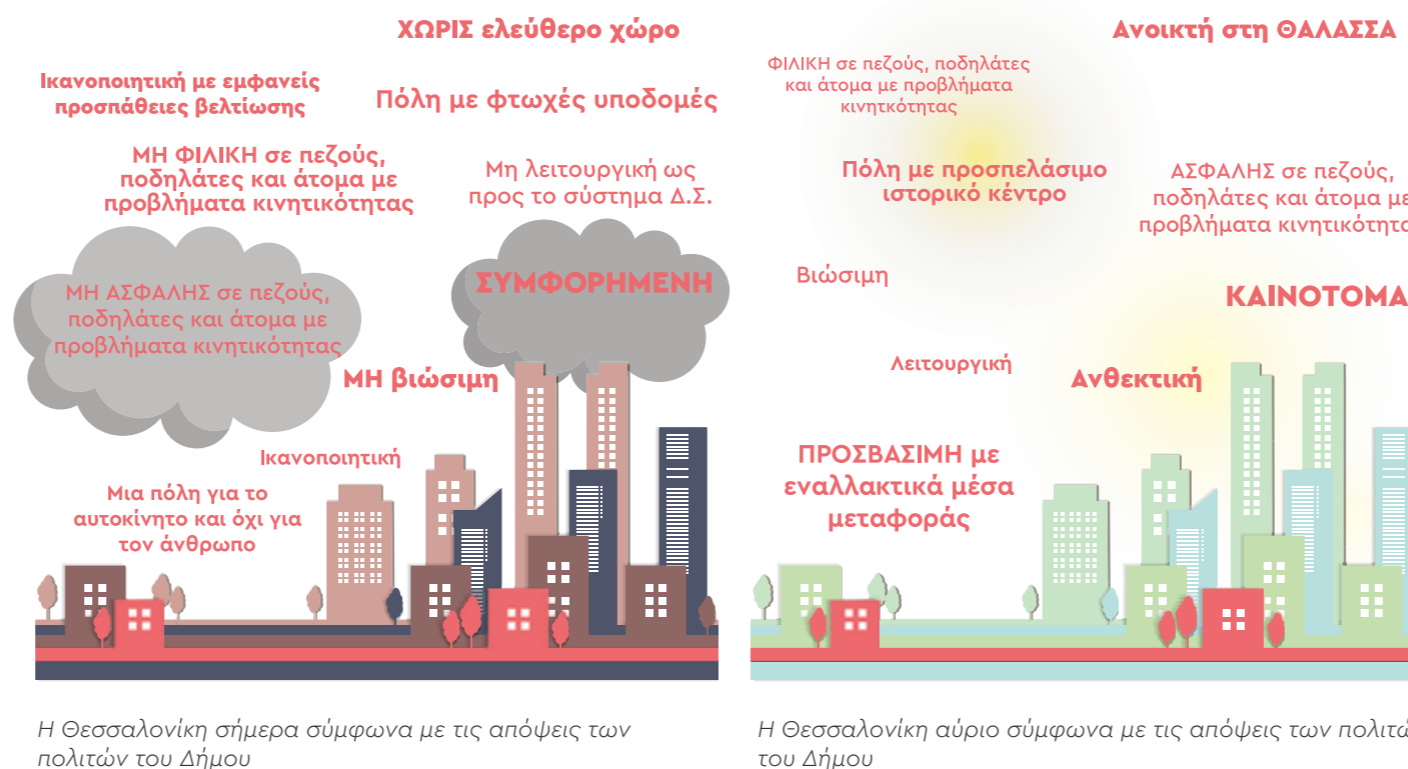 ΧΩΡΙΣ ελεύθερο χώρο
Ικανοποιητική με εμφανείς
προσπάθειες βελτίωσης
Πόλη με φτωχές υποδομές
ΜΗ ΦΙΛΙΚΗ σε πεζούς,
ποδηλάτες και άτομα με
προβλήματα κινητικότητας
Μη λειτουργική ως
προς το σύστημα Δ.Σ.
ΜΗ ΑΣΦΑΛΗΣ σε πεζούς,
ποδηλάτες και άτομα με
προβλήματα κινητικότητας
ΣΥΜΦΟΡΗΜΕΝΗ
ΜΗ βιώσιμη
Ικανοποιητική
Μια πόλη για το
αυτοκίνητο και όχι για
τον άνθρωπο
Η Θεσσαλονίκη σήμερα σύμφωνα με τις απόψεις των
πολιτών του Δήμου
Ανοικτή στη ΘΑΛΑΣΣΑ
ΦΙΛΙΚΗ σε πεζούς, ποδηλάτες
και άτομα με προβλήματα
κινητκότητας
Πόλη με προσπελάσιμο
ιστορικό κέντρο
ΑΣΦΑΛΗΣ σε πεζούς,
ποδηλάτες και άτομα με
προβλήματα
Βιώσιμη
ΚΑΙΝΟΤΟΜΑ
Λειτουργική
Ανθεκτική
ΠΡΟΣΒΑΣΙΜΗ με
εναλλακτικά μέσα
μεταφοράς
Η Θεσσαλονίκη αύριο σύμφωνα με τις απόψεις των
του Δήμου